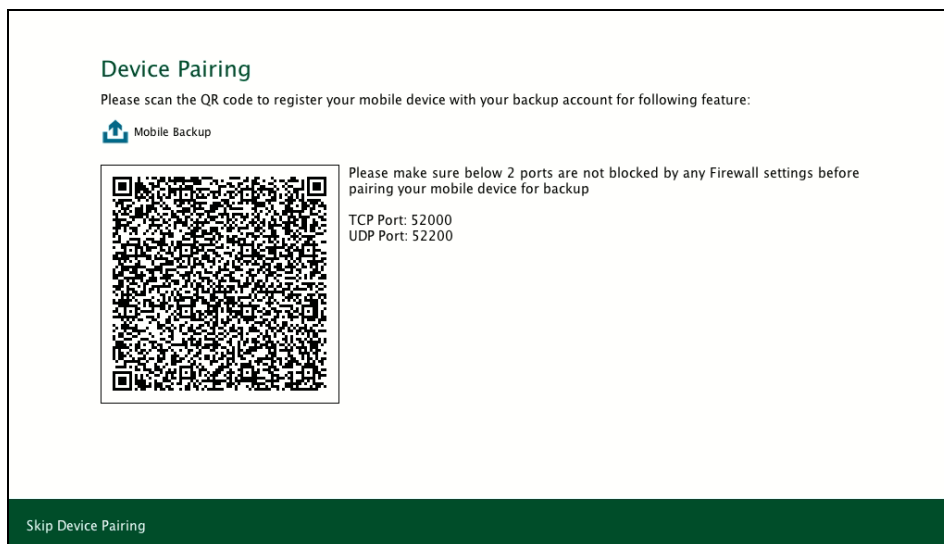 Device Pairing
Please scan the QR code to register your mobile device with your backup account for following feature:
Mobile Backup
Please make sure below 2 ports are not blocked by any Firewall settings before
pairing your mobile device for backup
TCP Port: 52000
UDP Port: 52200
Skip Device Pairing